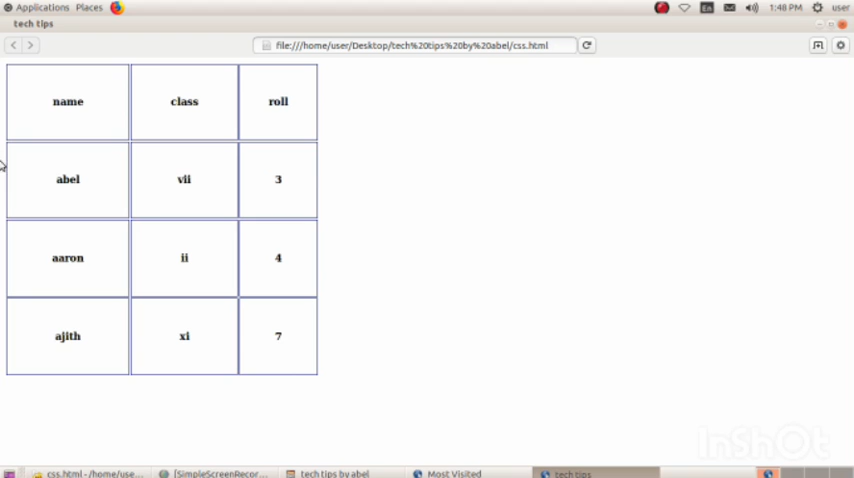 Applications Places En 1:48 PM user
tech tips
file:///home/user/Desktop/tech%20tips%20by%20abel/css.html
name class roll
abel vii 3
aaron ii 4
ajith xi 7
InShOt
css.html - /home/use... [SimpleScreenRecor... tech tips by abel Most Visited tech tips